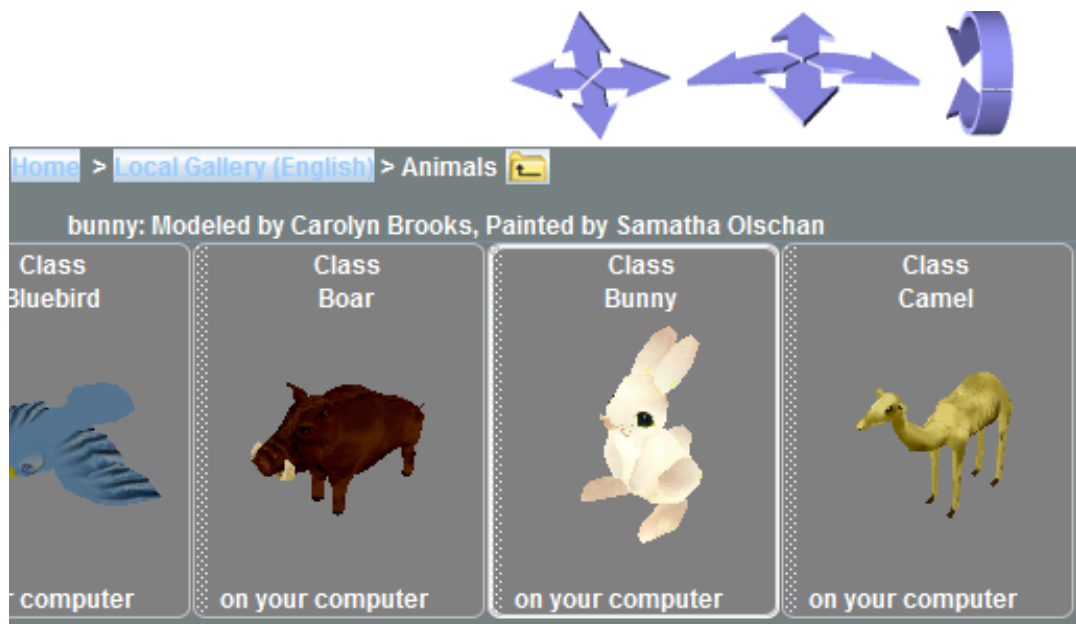 Home > Local Gallery (English) > Animals
bunny: Modeled by Carolyn Brooks, Painted by Samatha Olschan
Class
Bluebird
computer
Class
Boar
on your computer
Class
Bunny
on your computer
Class
Camel
on your computer